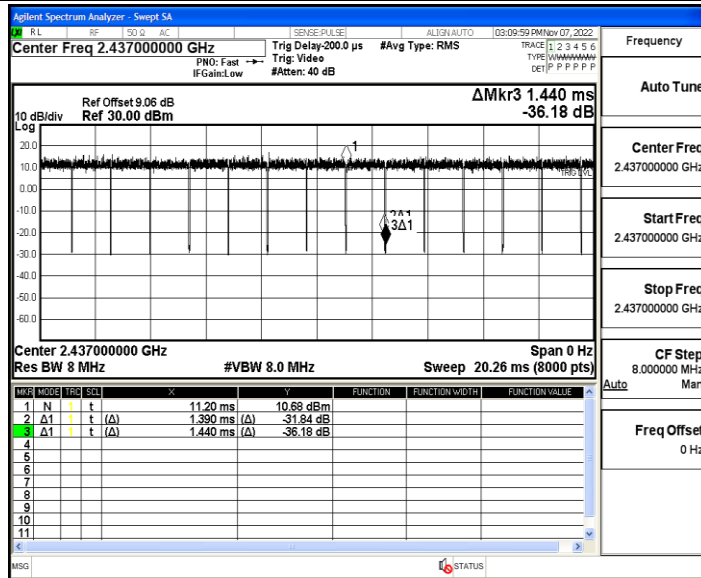 Agilent Spectrum Analyzer - Swept SA
RL RF 50 Ω AC SENSE:PULSE ALIGN AUTO 03:09:59 PM Nov 07, 2022
Center Freq 2.437000000 GHz
PNO: Fast
IFGain:Low
Trig Delay-200.0 µs
Trig: Video
#Atten: 40 dB
#Avg Type: RMS
TRACE 1 2 3 4 5 6
TYPE WWWWWW
DET P P P P P P
ΔMkr3 1.440 ms
-36.18 dB
Ref Offset 9.06 dB
Ref 30.00 dBm
10 dB/div
Log
20.0
10.0
0.00
-10.0
-20.0
-30.0
-40.0
-50.0
-60.0
1
TRIG LVL
2Δ1
3Δ1
Center 2.437000000 GHz Span 0 Hz
Res BW 8 MHz #VBW 8.0 MHz Sweep 20.26 ms (8000 pts)
MKR MODE TRC SCL X Y FUNCTION FUNCTION WIDTH FUNCTION VALUE
1 N 1 t 11.20 ms 10.68 dBm
2 Δ1 1 t (Δ) 1.390 ms (Δ) -31.84 dB
3 Δ1 1 t (Δ) 1.440 ms (Δ) -36.18 dB
4
5
6
7
8
9
10
11
MSG STATUS
Frequency
Auto Tune
Center Freq
2.437000000 GHz
Start Freq
2.437000000 GHz
Stop Freq
2.437000000 GHz
CF Step
8.000000 MHz
Auto Man
Freq Offset
0 Hz